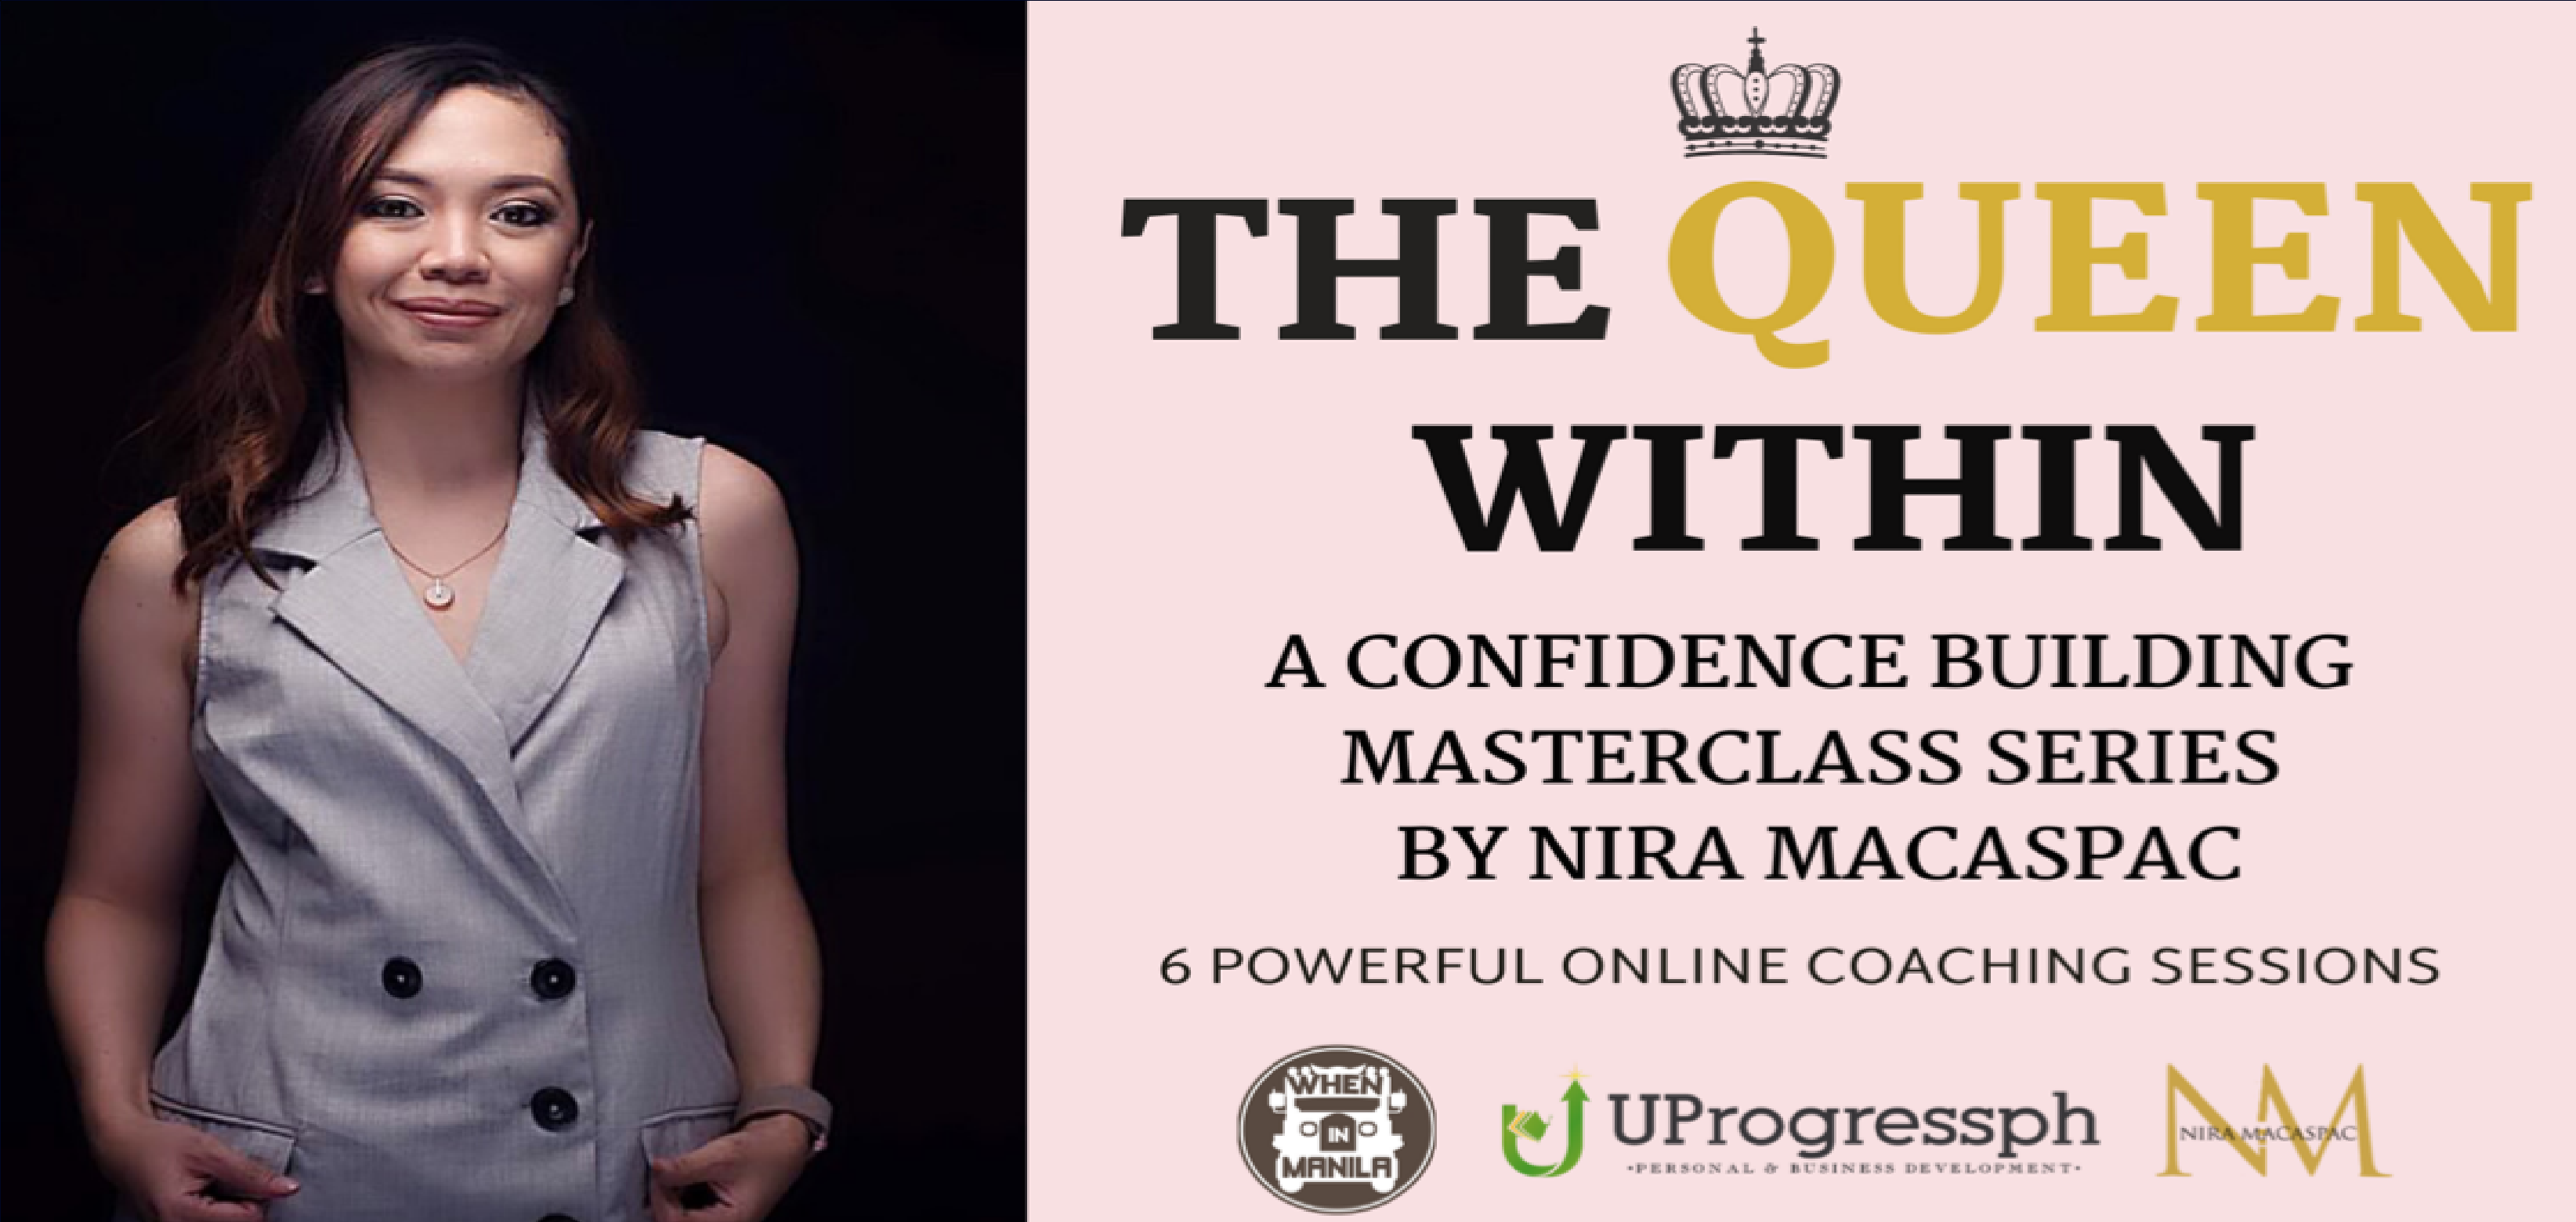 THE QUEEN
WITHIN
A CONFIDENCE BUILDING
MASTERCLASS SERIES
BY NIRA MACASPAC
6 POWERFUL ONLINE COACHING SESSIONS
WHEN
IN
MANILA
UProgressph
·PERSONAL & BUSINESS DEVELOPMENT·
NM
NIRA MACASPAC